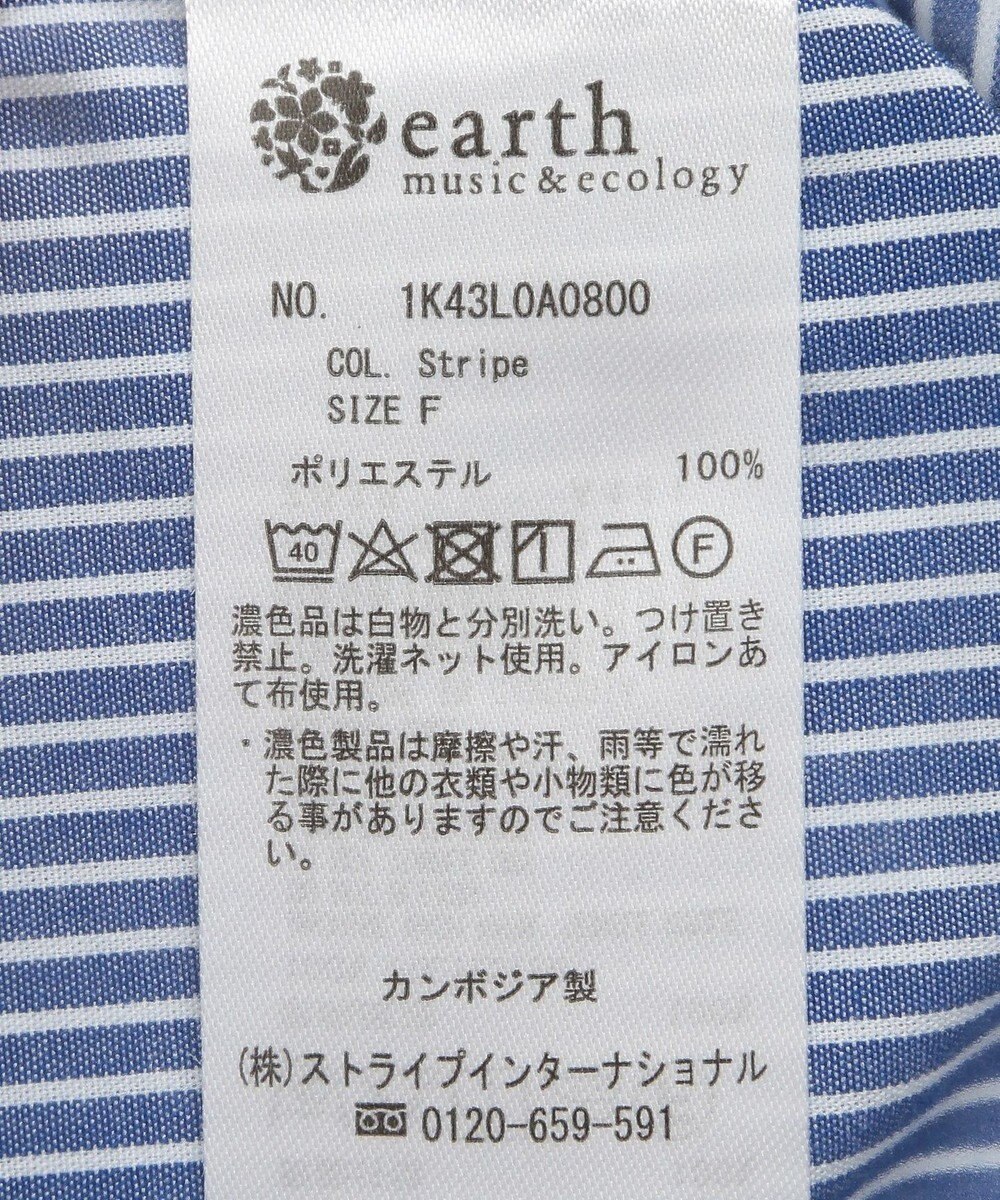 earth
music&ecology
NO. 1K43L0A0800
COL. Stripe
SIZE F
ポリエステル 100%
40
F
濃色品は白物と分別洗い。つけ置き
禁止。洗濯ネット使用。アイロンあ
て布使用。
・濃色製品は摩擦や汗、雨等で濡れ
た際に他の衣類や小物類に色が移
る事がありますのでご注意くださ
い。
カンボジア製
(株)ストライプインターナショナル
0120-659-591